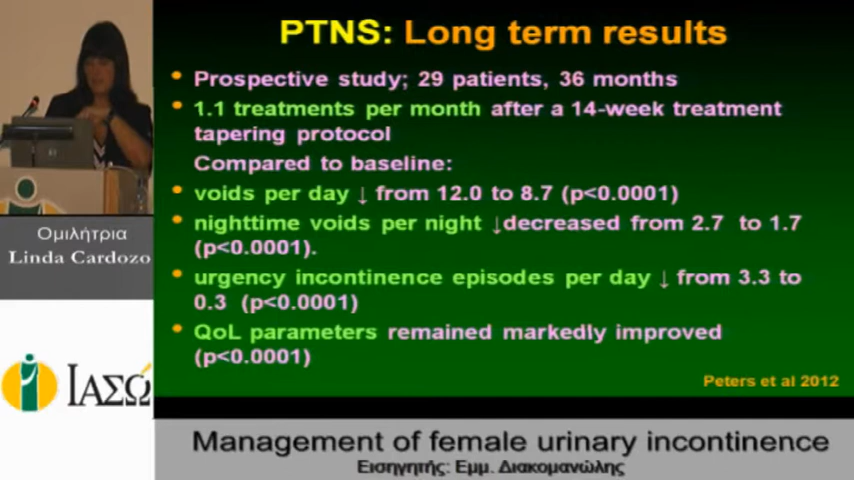 PTNS: Long term results
• Prospective study; 29 patients, 36 months
• 1.1 treatments per month after a 14-week treatment
tapering protocol
Compared to baseline:
• voids per day ↓ from 12.0 to 8.7 (p<0.0001)
• nighttime voids per night ↓decreased from 2.7 to 1.7
(p<0.0001).
• urgency incontinence episodes per day ↓ from 3.3 to
0.3 (p<0.0001)
• QoL parameters remained markedly improved
(p<0.0001)
Peters et al 2012
Ομιλήτρια
Linda Cardozo
ΙΑΣΩ
Management of female urinary incontinence
Εισηγητής: Εμμ. Διακομανώλης